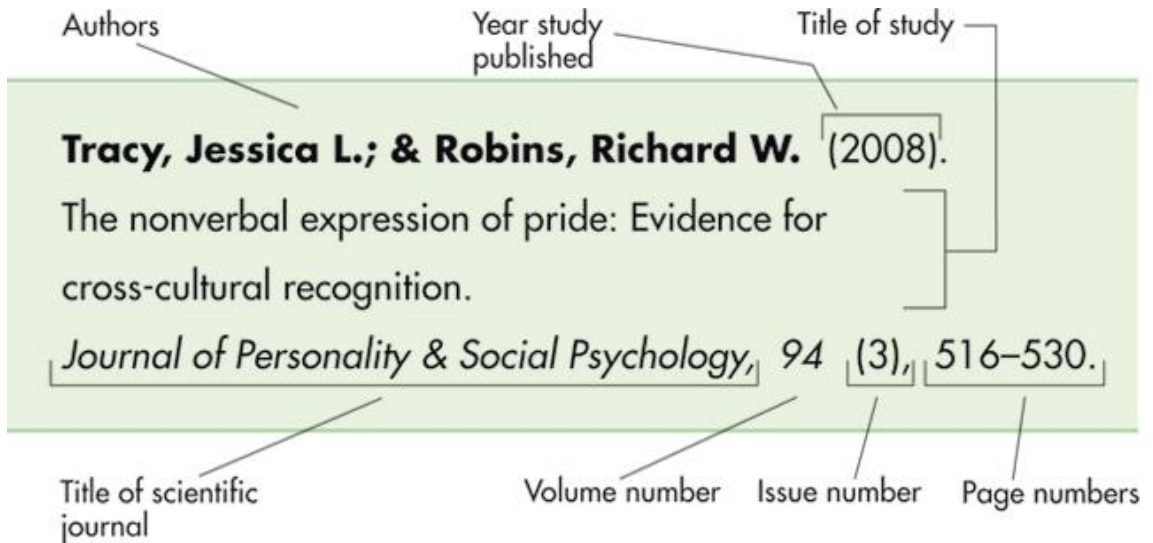 Authors
Year study
published
Title of study
Tracy, Jessica L.; & Robins, Richard W. (2008).
The nonverbal expression of pride: Evidence for
cross-cultural recognition.
Journal of Personality & Social Psychology, 94 (3), 516–530.
Title of scientific
journal
Volume number
Issue number
Page numbers